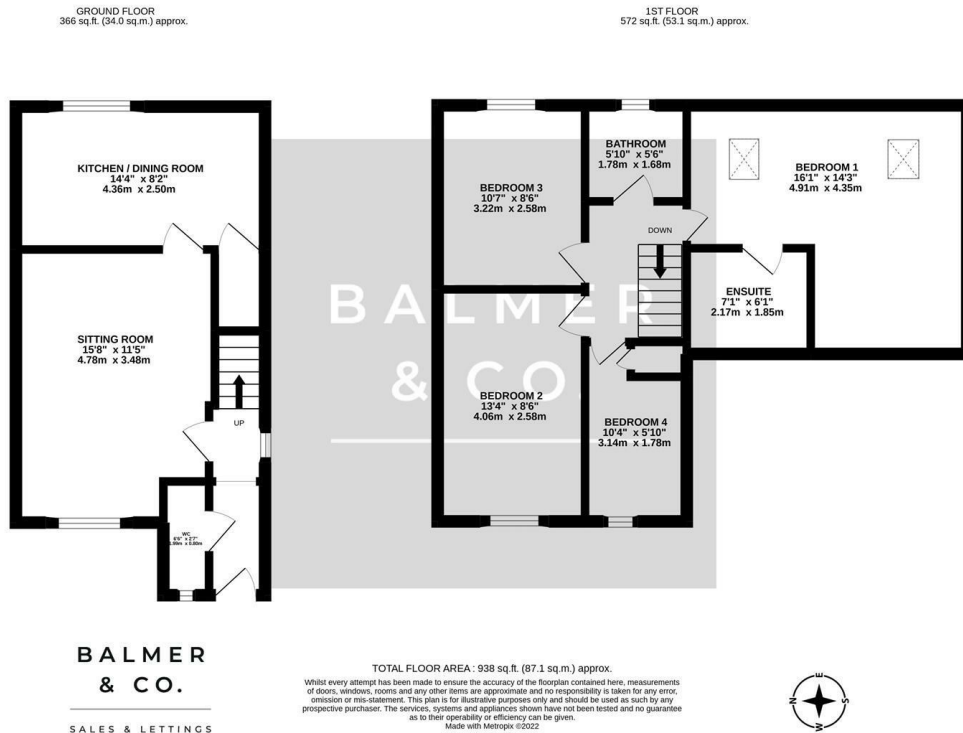 GROUND FLOOR
366 sq.ft. (34.0 sq.m.) approx.
1ST FLOOR
572 sq.ft. (53.1 sq.m.) approx.
KITCHEN / DINING ROOM
14'4" x 8'2"
4.36m x 2.50m
SITTING ROOM
15'8" x 11'5"
4.78m x 3.48m
UP
WC
6'6" x 2'7"
1.99m x 0.80m
BEDROOM 3
10'7" x 8'6"
3.22m x 2.58m
BATHROOM
5'10" x 5'6"
1.78m x 1.68m
BEDROOM 1
16'1" x 14'3"
4.91m x 4.35m
DOWN
ENSUITE
7'1" x 6'1"
2.17m x 1.85m
BEDROOM 2
13'4" x 8'6"
4.06m x 2.58m
BEDROOM 4
10'4" x 5'10"
3.14m x 1.78m
BALMER
& CO.
BALMER
& CO.
SALES & LETTINGS
TOTAL FLOOR AREA : 938 sq.ft. (87.1 sq.m.) approx.
Whilst every attempt has been made to ensure the accuracy of the floorplan contained here, measurements
of doors, windows, rooms and any other items are approximate and no responsibility is taken for any error,
omission or mis-statement. This plan is for illustrative purposes only and should be used as such by any
prospective purchaser. The services, systems and appliances shown have not been tested and no guarantee
as to their operability or efficiency can be given.
Made with Metropix ©2022
E
N
S
W